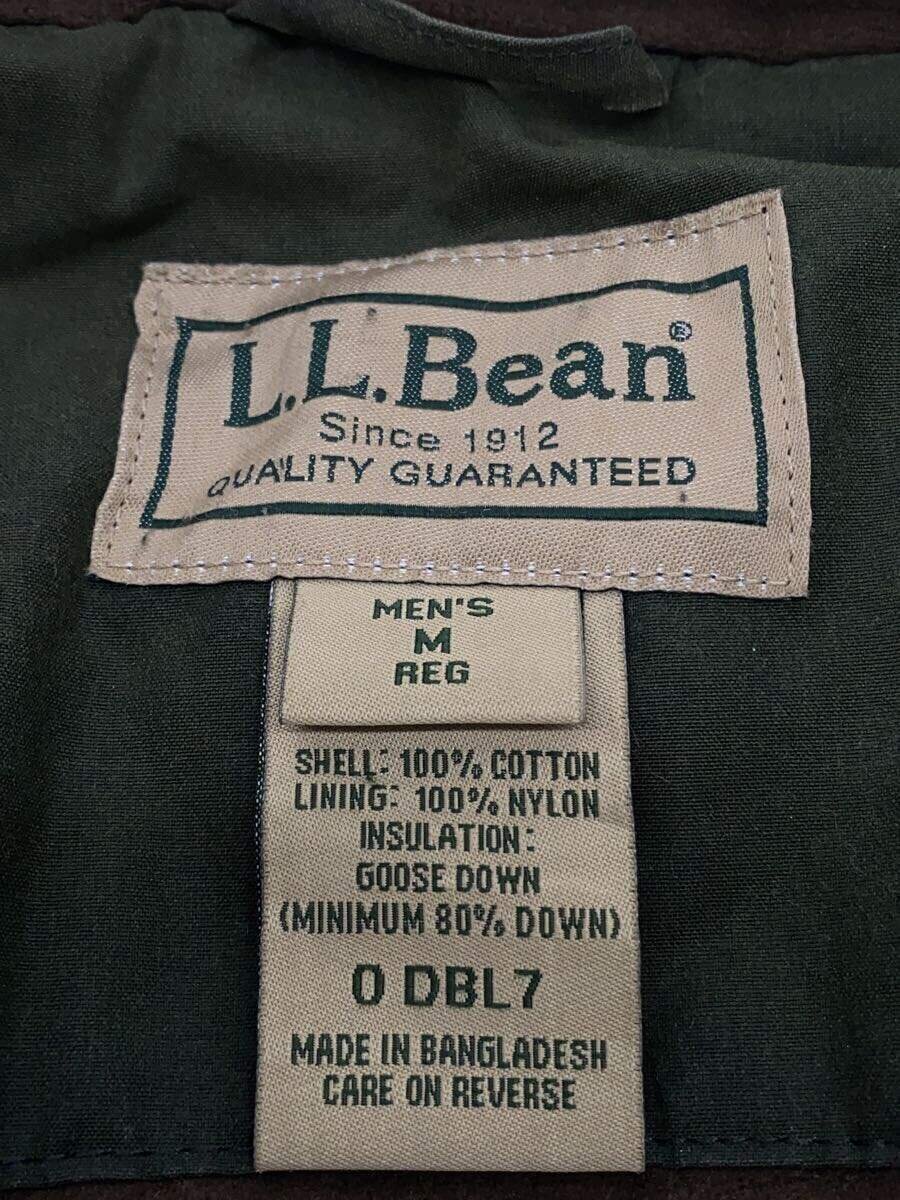 L.L.Bean®
Since 1912
QUALITY GUARANTEED
MEN'S
M
REG
SHELL: 100% COTTON
LINING: 100% NYLON
INSULATION:
GOOSE DOWN
(MINIMUM 80% DOWN)
0 DBL7
MADE IN BANGLADESH
CARE ON REVERSE